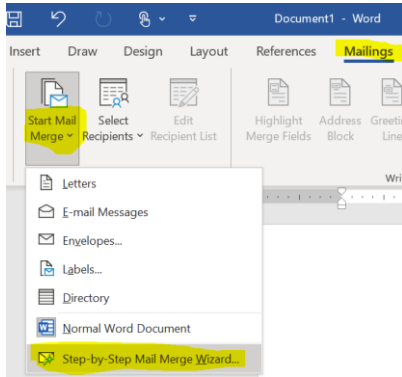 Document1 - Word
Insert Draw Design Layout References Mailings
Start Mail Merge
Select Recipients
Edit Recipient List
Highlight Merge Fields
Address Block
Line
Letters
E-mail Messages
Envelopes...
Labels...
Directory
Normal Word Document
Step-by-Step Mail Merge Wizard...